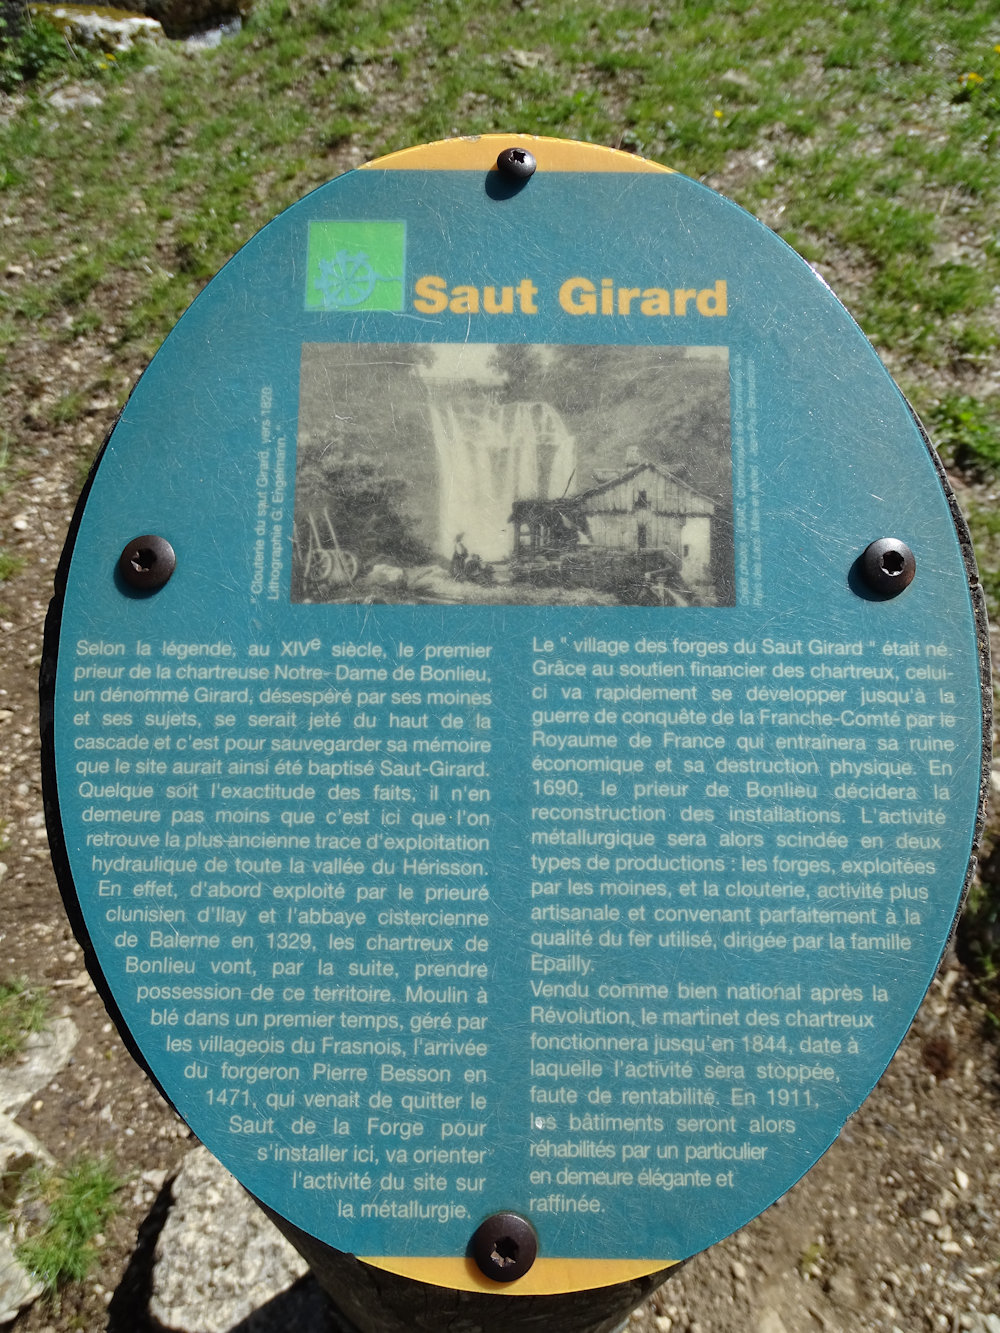 Saut Girard
" Clouterie du saut Girard, vers 1828
Lithographie G. Engelmann. "
Selon la légende, au XIVe siècle, le premier
prieur de la chartreuse Notre-Dame de Bonlieu,
un dénommé Girard, désespéré par ses moines
et ses sujets, se serait jeté du haut de la
cascade et c'est pour sauvegarder sa mémoire
que le site aurait ainsi été baptisé Saut-Girard.
Quelque soit l'exactitude des faits, il n'en
demeure pas moins que c'est ici que l'on
retrouve la plus ancienne trace d'exploitation
hydraulique de toute la vallée du Hérisson.
En effet, d'abord exploité par le prieuré
clunisien d'Ilay et l'abbaye cistercienne
de Balerne en 1329, les chartreux de
Bonlieu vont, par la suite, prendre
possession de ce territoire. Moulin à
blé dans un premier temps, géré par
les villageois du Frasnois, l'arrivée
du forgeron Pierre Besson en
1471, qui venait de quitter le
Saut de la Forge pour
s'installer ici, va orienter
l'activité du site sur
la métallurgie.
Le " village des forges du Saut Girard " était né.
Grâce au soutien financier des chartreux, celui-
ci va rapidement se développer jusqu'à la
guerre de conquête de la Franche-Comté par le
Royaume de France qui entrainera sa ruine
économique et sa destruction physique. En
1690, le prieur de Bonlieu décidera la
reconstruction des installations. L'activité
métallurgique sera alors scindée en deux
types de productions : les forges, exploitées
par les moines, et la clouterie, activité plus
artisanale et convenant parfaitement à la
qualité du fer utilisé, dirigée par la famille
Epailly.
Vendu comme bien national après la
Révolution, le martinet des chartreux
fonctionnera jusqu'en 1844, date à
laquelle l'activité sera stoppée,
faute de rentabilité. En 1911,
les bâtiments seront alors
réhabilités par un particulier
en demeure élégante et
raffinée.